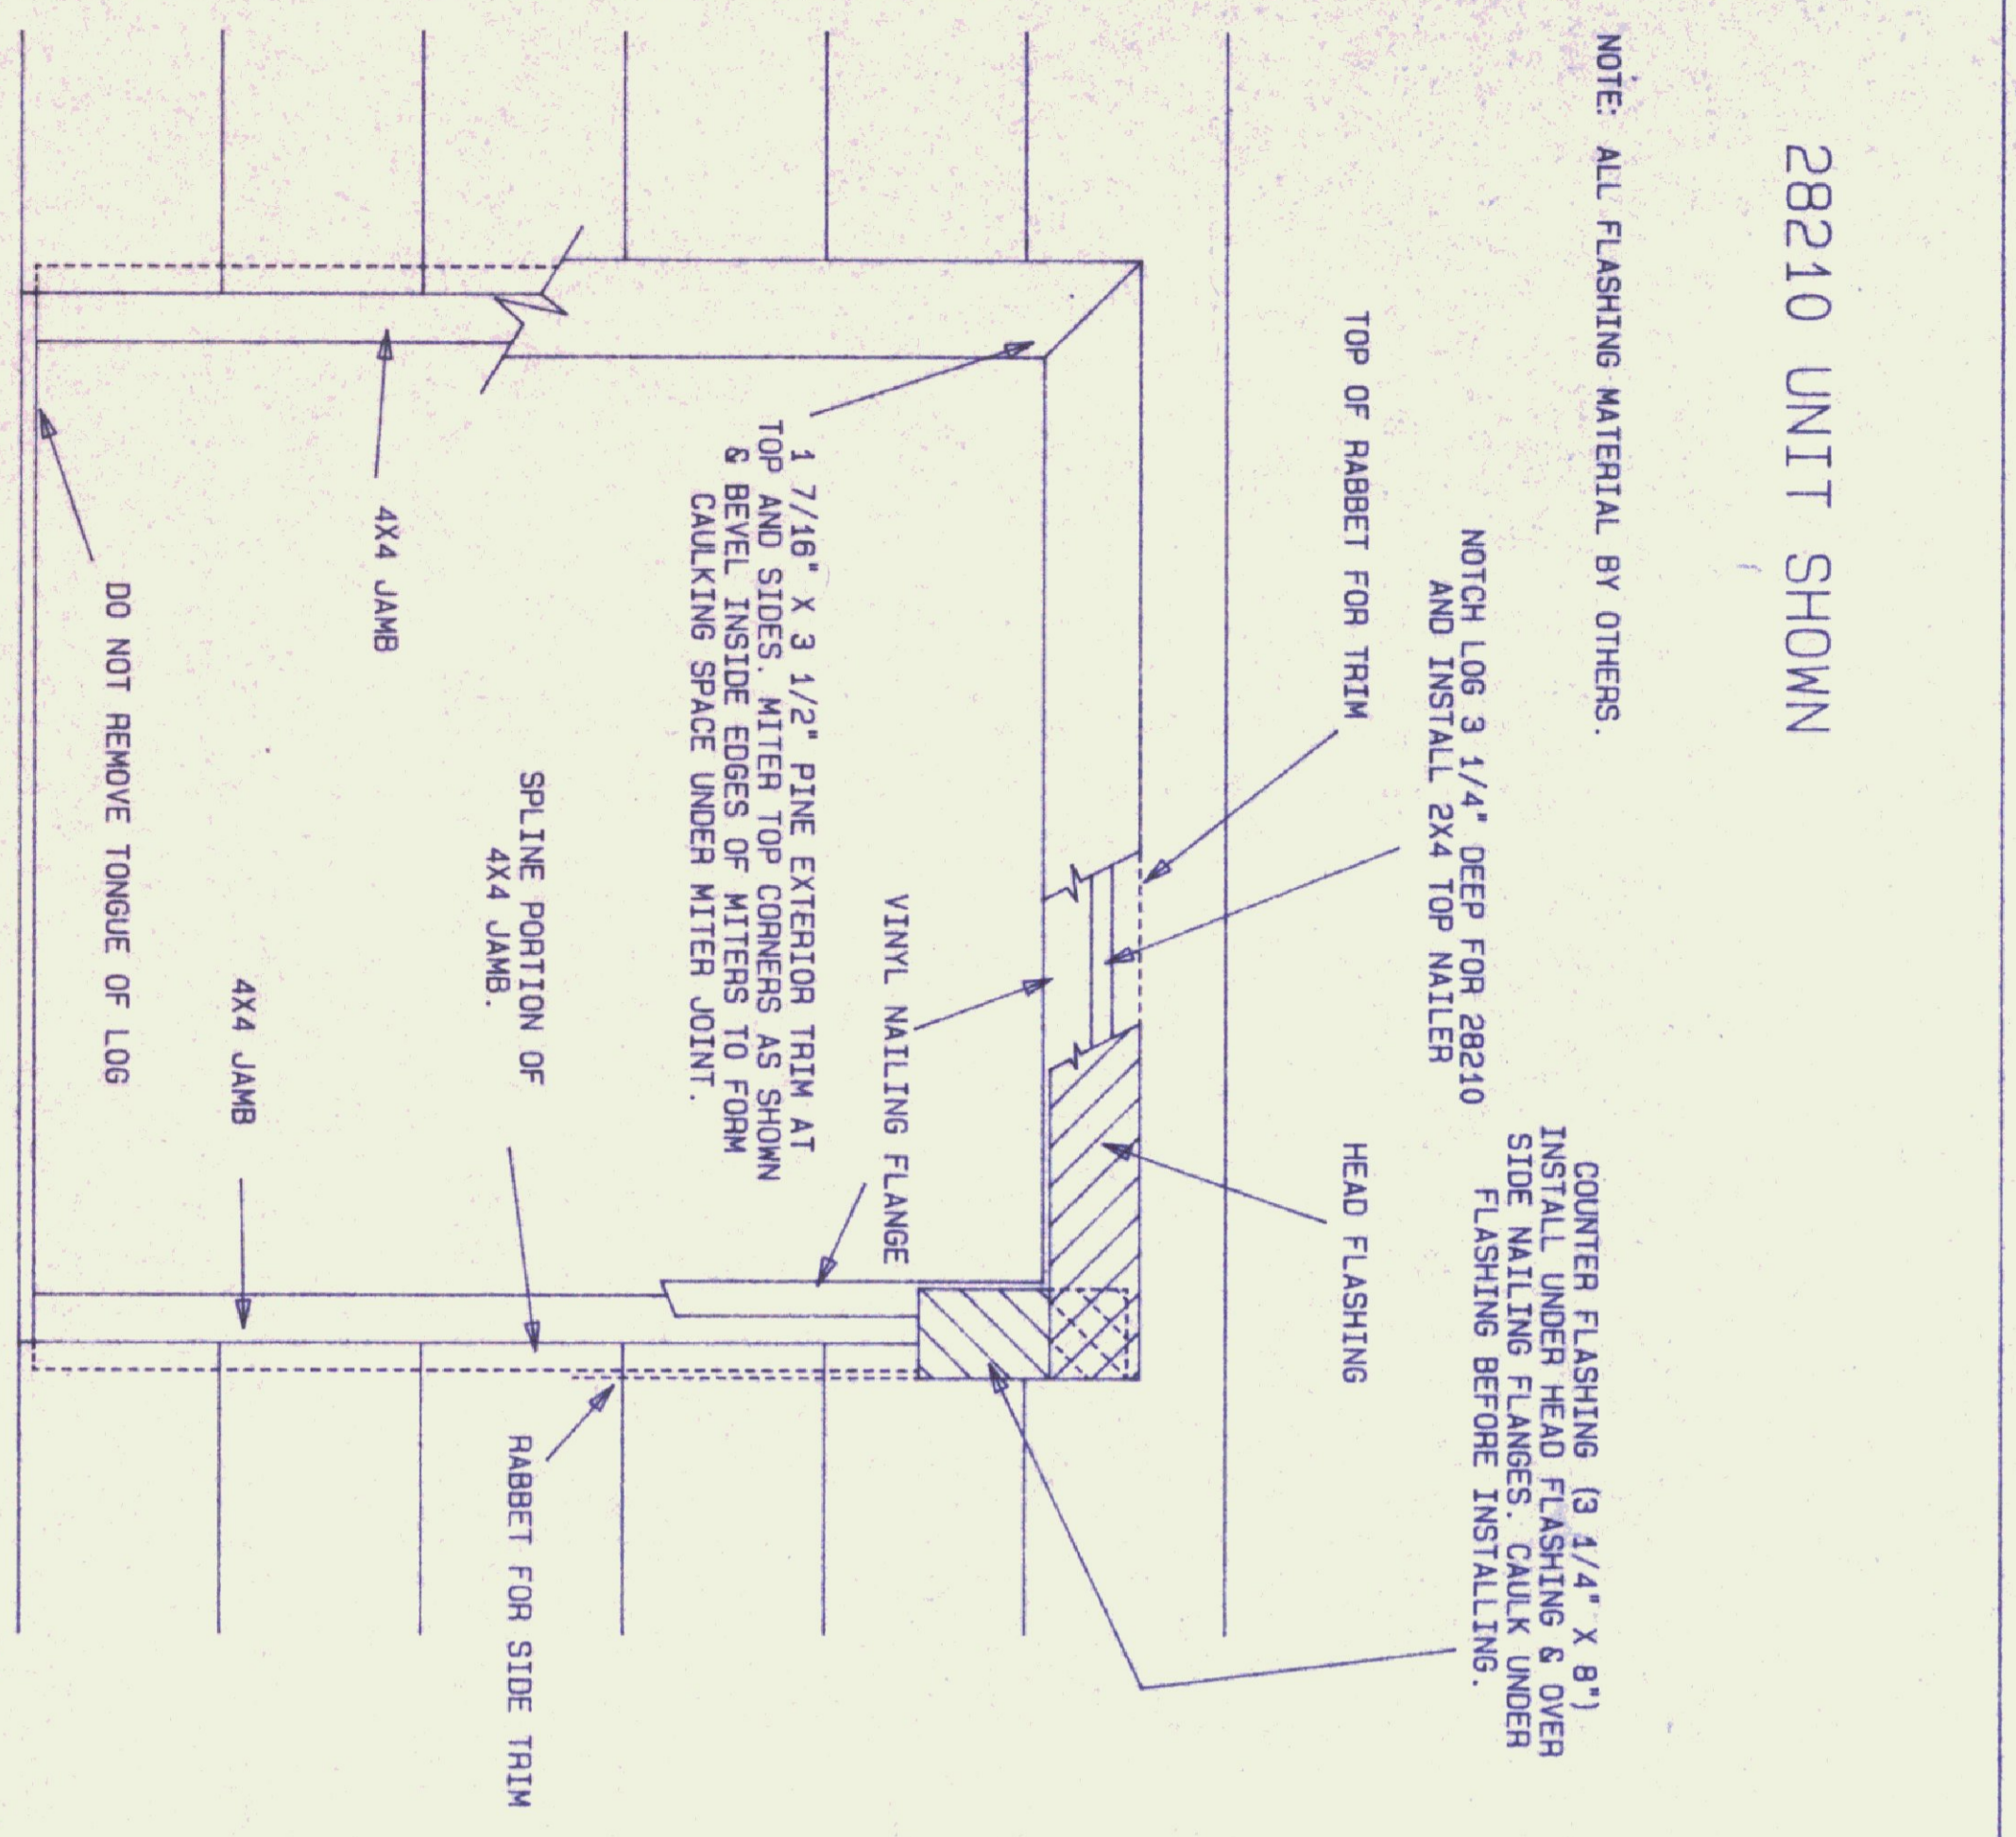 28210 UNIT SHOWN
NOTE: ALL FLASHING MATERIAL BY OTHERS.
COUNTER FLASHING (3 1/4" X 8")
INSTALL UNDER HEAD FLASHING & OVER
SIDE NAILING FLANGES. CAULK UNDER
FLASHING BEFORE INSTALLING.
NOTCH LOG 3 1/4" DEEP FOR 28210
AND INSTALL 2X4 TOP NAILER
TOP OF RABBET FOR TRIM
HEAD FLASHING
VINYL NAILING FLANGE
1 7/16" X 3 1/2" PINE EXTERIOR TRIM AT
TOP AND SIDES. MITER TOP CORNERS AS SHOWN
& BEVEL INSIDE EDGES OF MITERS TO FORM
CAULKING SPACE UNDER MITER JOINT.
SPLINE PORTION OF
4X4 JAMB.
RABBET FOR SIDE TRIM
4X4 JAMB
4X4 JAMB
DO NOT REMOVE TONGUE OF LOG